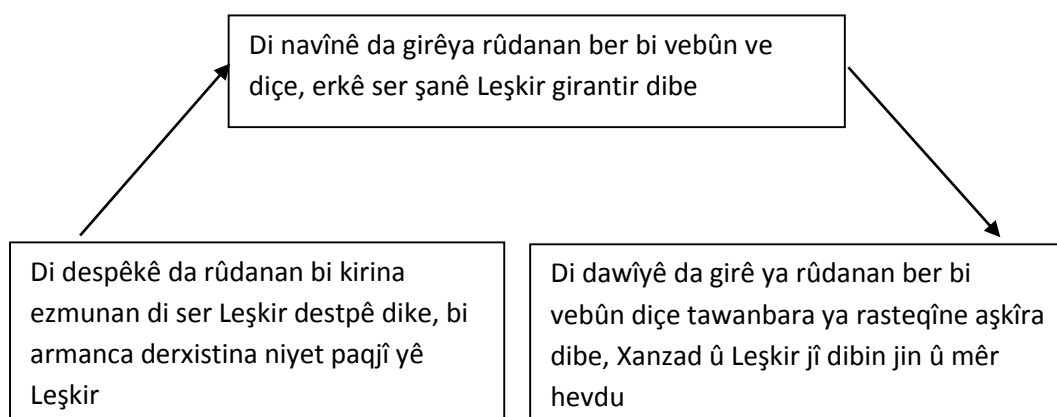 Di navînê da girêya rûdanan ber bi vebûn ve
diçe, erkê ser şanê Leşkir girantir dibe
Di despêkê da rûdanan bi kirina
ezmunan di ser Leşkir destpê dike, bi
armanca derxistina niyet paqjî yê
Leşkir
Di dawîyê da girê ya rûdanan ber bi
vebûn diçe tawanbara ya rasteqîne aşkîra
dibe, Xanzad û Leşkir jî dibin jin û mêr
hevdu